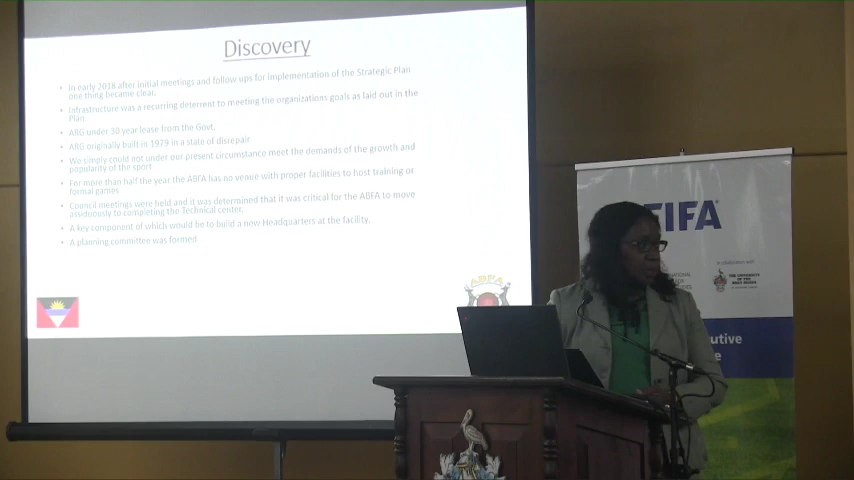 Discovery
In early 2018 after initial meetings and follow ups for implementation of the Strategic Plan
one thing became clear.
Infrastructure was a recurring deterrent to meeting the organizations goals as laid out in the
Plan.
ARG under 30 year lease from the Govt.
ARG originally built in 1979 in a state of disrepair
We simply could not under our present circumstance meet the demands of the growth and
popularity of the sport
For more than half the year the ABFA has no venue with proper facilities to host training or
formal games
Council meetings were held and it was determined that it was critical for the ABFA to move
assiduously to completing the Technical center.
A key component of which would be to build a new Headquarters at the facility.
A planning committee was formed
ABFA
FIFA
In collaboration with
THE UNIVERSITY
OF THE
WEST INDIES
utive
e